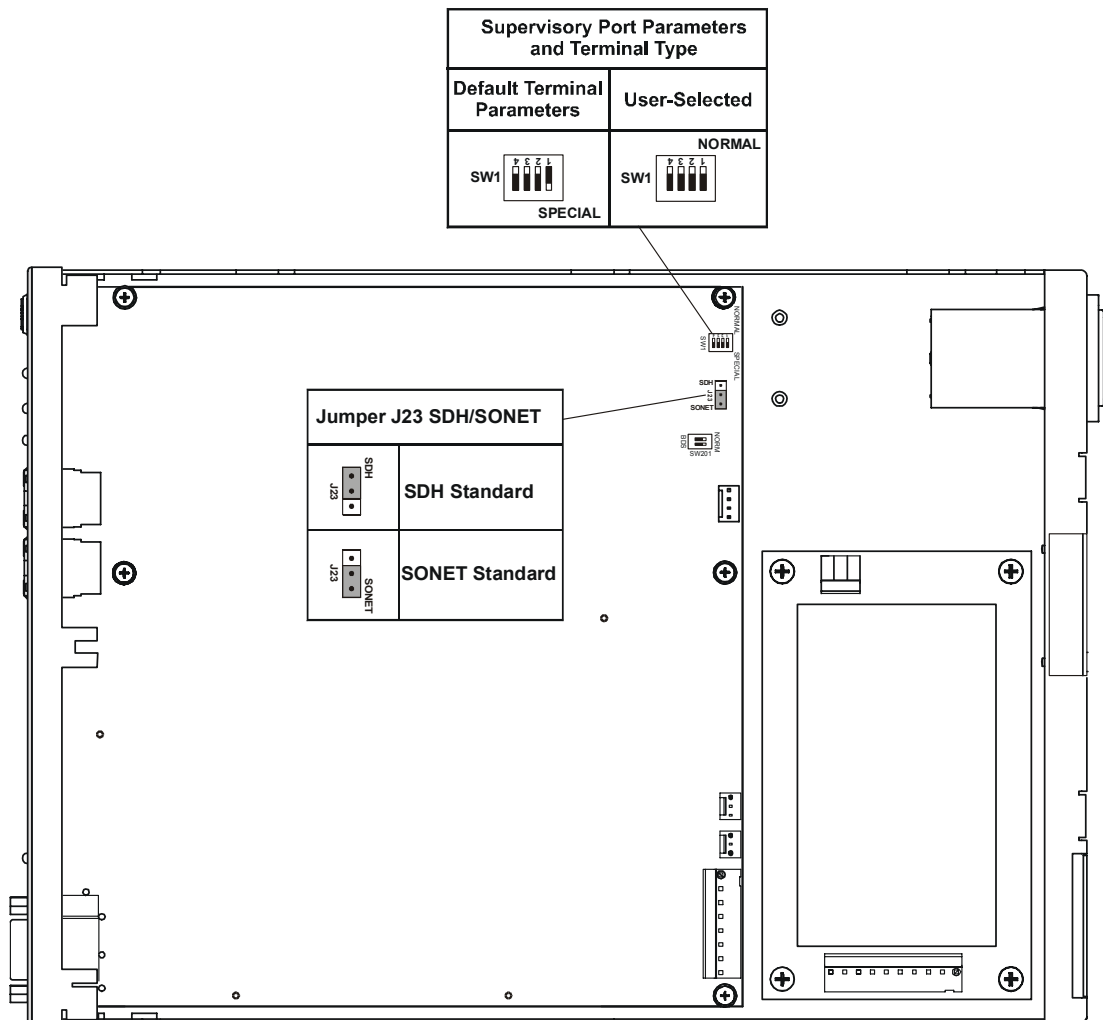 Supervisory Port Parameters
and Terminal Type
Default Terminal
Parameters
User-Selected
SW1
4 3 2 1
SPECIAL
NORMAL
SW1
4 3 2 1
NORMAL
SW1
SPECIAL
SDH
J23
SONET
BDS
NORM
SW201
Jumper J23 SDH/SONET
SDH
J23
SDH Standard
J23
SONET
SONET Standard